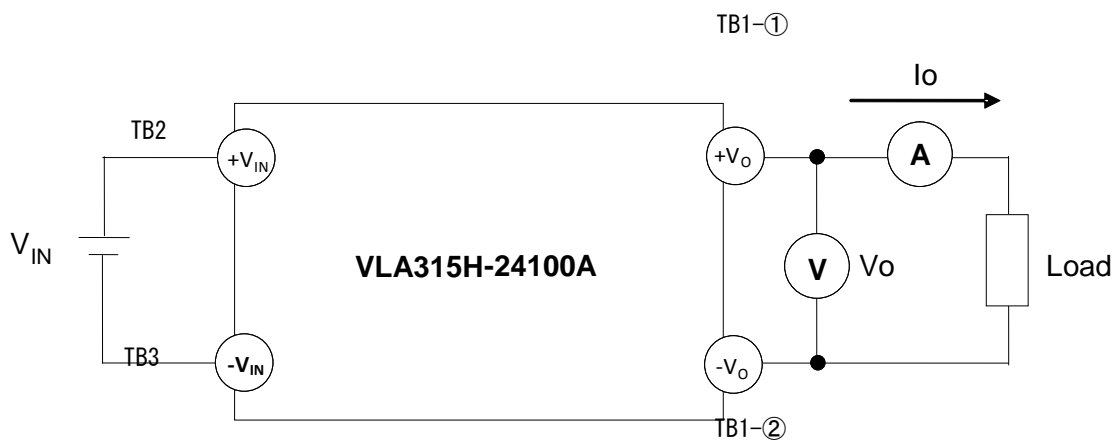 TB1-①
Io
TB2
+VIN
+VO
A
VIN
VLA315H-24100A
V
Vo
Load
TB3
-VIN
-VO
TB1-②